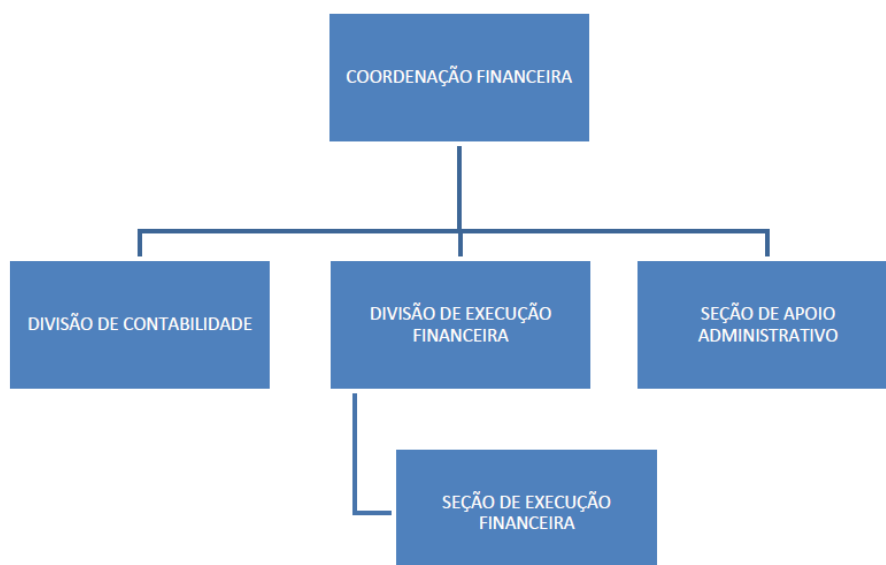 COORDENAÇÃO FINANCEIRA
DIVISÃO DE CONTABILIDADE
DIVISÃO DE EXECUÇÃO
FINANCEIRA
SEÇÃO DE APOIO
ADMINISTRATIVO
SEÇÃO DE EXECUÇÃO
FINANCEIRA